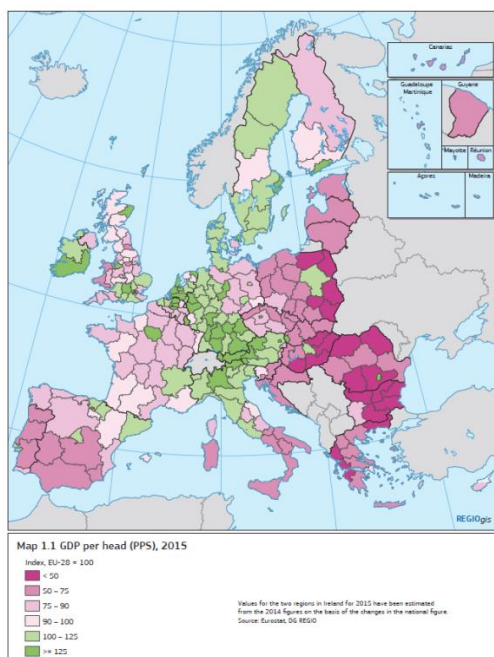 Canarias
Guadeloupe
Martinique
Guyane
Mayotte
Réunion
Açores
Madeira
REGIOgis
Map 1.1 GDP per head (PPS), 2015
Index, EU-28 = 100
< 50
50 – 75
75 – 90
90 – 100
100 – 125
>= 125
Values for the two regions in Ireland for 2015 have been estimated
from the 2014 figures on the basis of the changes in the national figure.
Source: Eurostat, DG REGIO